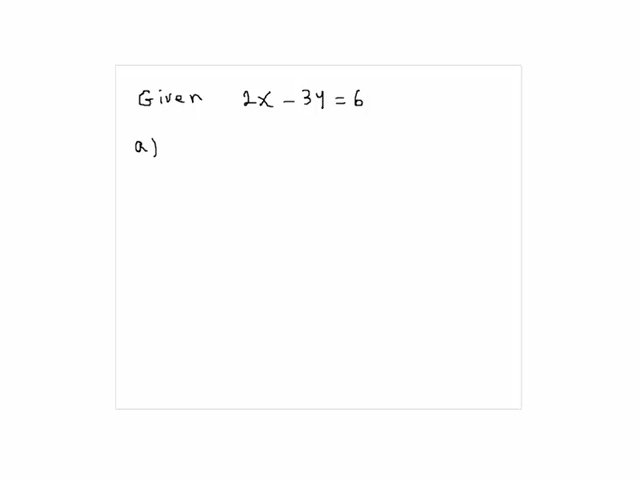 Given 2x - 3y = 6
a)